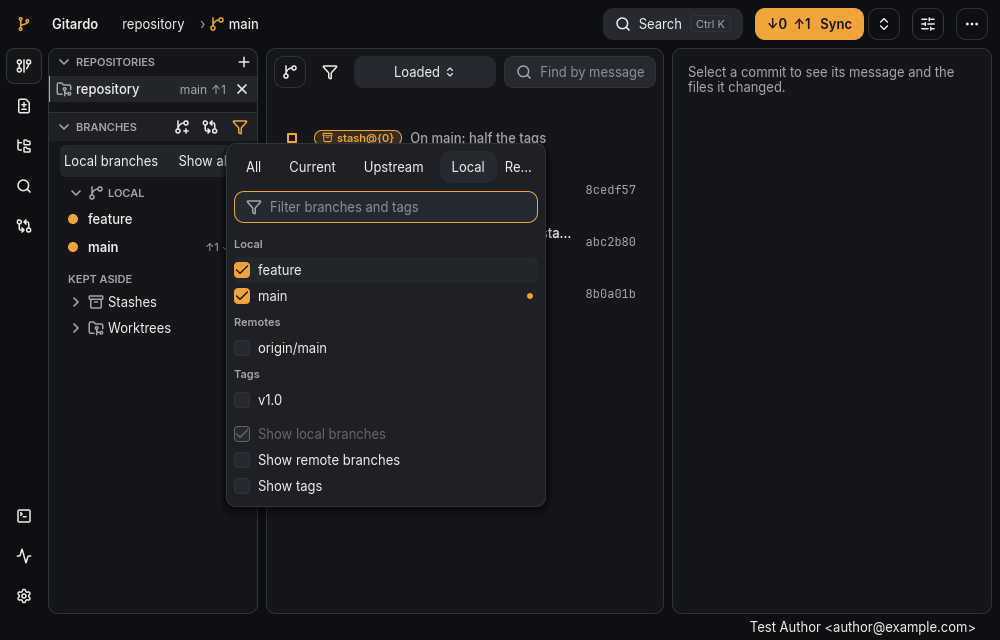 Gitardo
repository
main
Search
Ctrl K
↓0 ↑1 Sync
REPOSITORIES
repository
main ↑1
BRANCHES
Local branches
Show al
LOCAL
feature
main
↑1
KEPT ASIDE
Stashes
Worktrees
Loaded
Find by message
stash@{0}
On main: half the tags
8cedf57
sta...
abc2b80
8b0a01b
All
Current
Upstream
Local
Re...
Filter branches and tags
Local
feature
main
Remotes
origin/main
Tags
v1.0
Show local branches
Show remote branches
Show tags
Select a commit to see its message and the
files it changed.
Test Author <author@example.com>